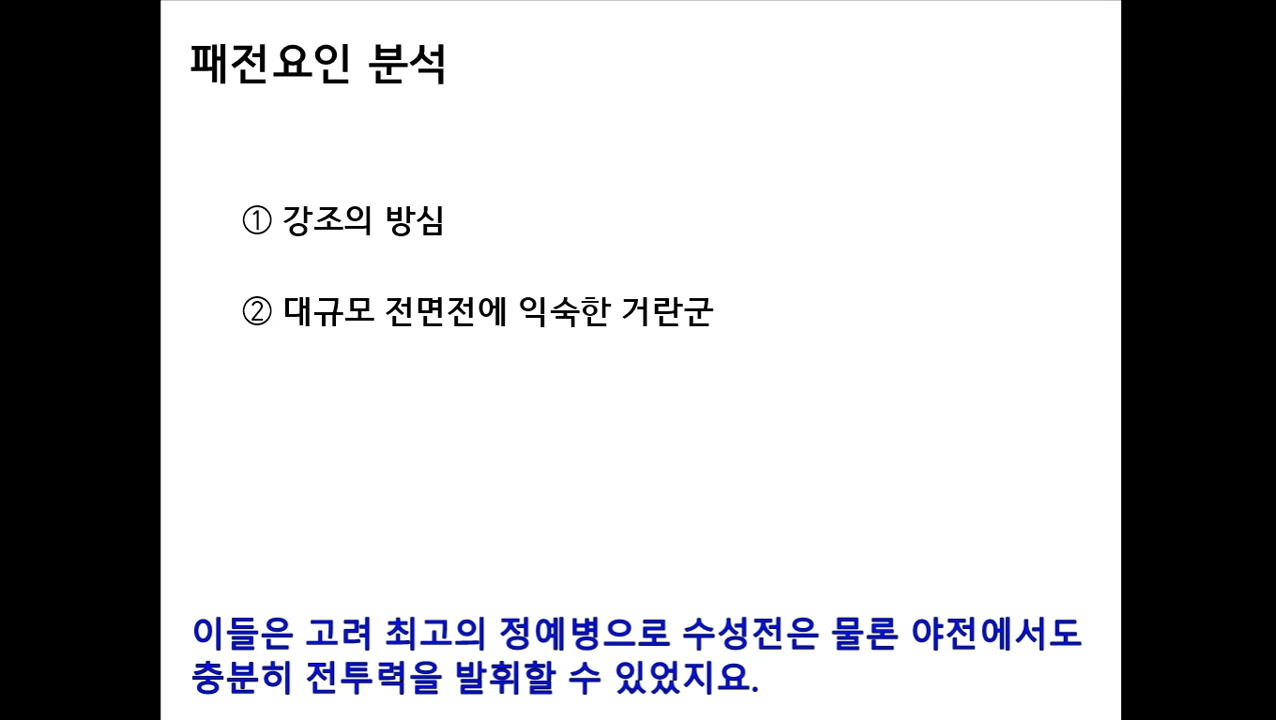 패전요인 분석
① 강조의 방심
② 대규모 전면전에 익숙한 거란군
이들은 고려 최고의 정예병으로 수성전은 물론 야전에서도
충분히 전투력을 발휘할 수 있었지요.